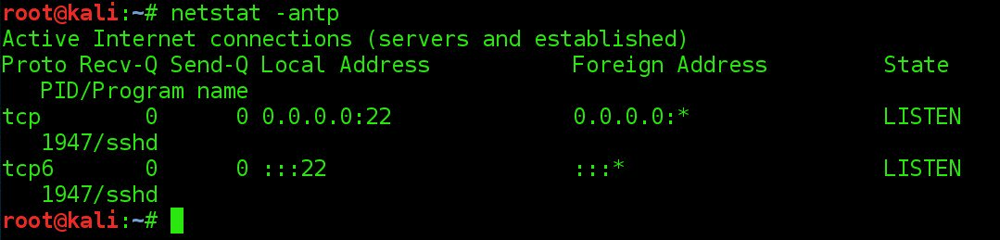 root@kali:~# netstat -antp
Active Internet connections (servers and established)
Proto Recv-Q Send-Q Local Address           Foreign Address         State
   PID/Program name
tcp        0      0 0.0.0.0:22              0.0.0.0:*               LISTEN
   1947/sshd
tcp6       0      0 :::22                   :::*                    LISTEN
   1947/sshd
root@kali:~#